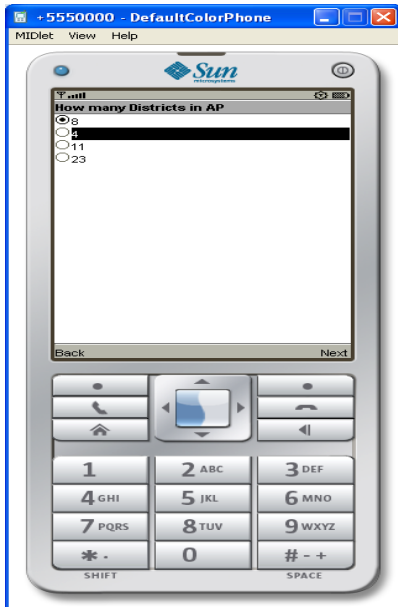 +5550000 - DefaultColorPhone
MIDlet View Help
Sun
microsystems
How many Districts in AP
8
4
11
23
Back Next
1 2 ABC 3 DEF
4 GHI 5 JKL 6 MNO
7 PQRS 8 TUV 9 WXYZ
* . 0 # - +
SHIFT SPACE